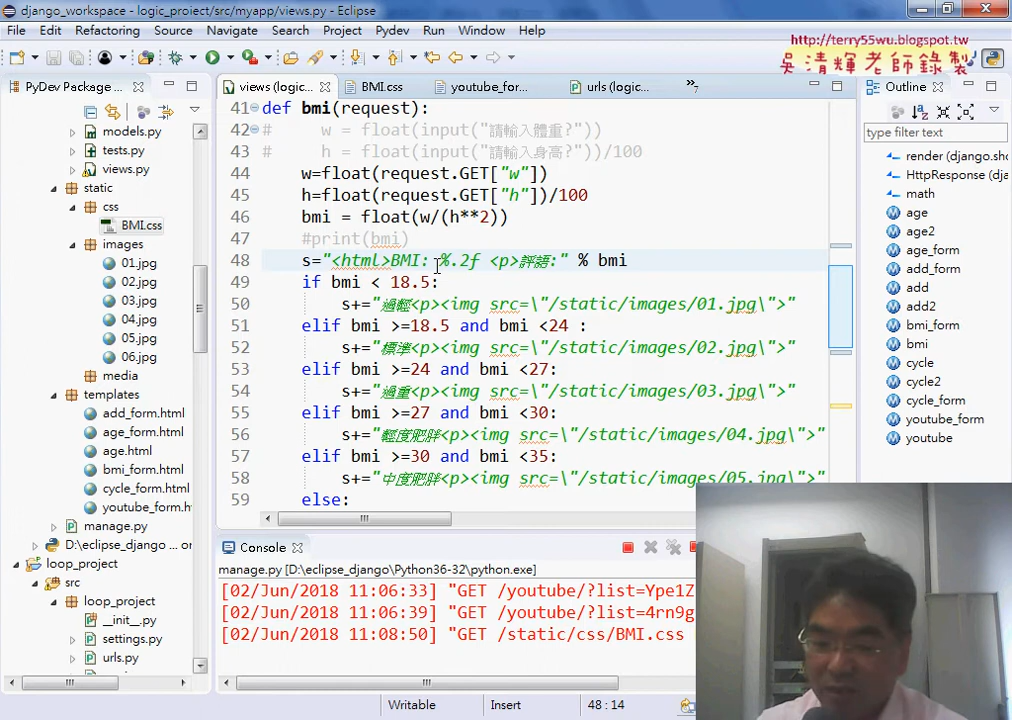 django_workspace - logic_proiect/src/myapp/views.py - Eclipse
File Edit Refactoring Source Navigate Search Project Pydev Run Window Help
http://terry55wu.blogspot.tw
吳清輝老師錄製
PyDev Package ...
views (logic...
BMI.css
youtube_for...
urls (logic...
Outline
models.py
tests.py
views.py
static
css
BMI.css
images
01.jpg
02.jpg
03.jpg
04.jpg
05.jpg
06.jpg
media
templates
add_form.html
age_form.html
age.html
bmi_form.html
cycle_form.html
youtube_form.h
manage.py
D:\eclipse_django ... or
loop_project
src
loop_project
__init__.py
settings.py
urls.py
41 def bmi(request):
42 # w = float(input("請輸入體重?"))
43 # h = float(input("請輸入身高?"))/100
44 w=float(request.GET["w"])
45 h=float(request.GET["h"])/100
46 bmi = float(w/(h**2))
47 #print(bmi)
48 s="<html>BMI: %.2f <p>評語:" % bmi
49 if bmi < 18.5:
50 s+="過輕<p><img src=\"/static/images/01.jpg\">"
51 elif bmi >=18.5 and bmi <24 :
52 s+="標準<p><img src=\"/static/images/02.jpg\">"
53 elif bmi >=24 and bmi <27:
54 s+="過重<p><img src=\"/static/images/03.jpg\">"
55 elif bmi >=27 and bmi <30:
56 s+="輕度肥胖<p><img src=\"/static/images/04.jpg\">"
57 elif bmi >=30 and bmi <35:
58 s+="中度肥胖<p><img src=\"/static/images/05.jpg\">"
59 else:
type filter text
render (django.sho
HttpResponse (dja
math
age
age2
age_form
add_form
add
add2
bmi_form
bmi
cycle
cycle2
cycle_form
youtube_form
youtube
Console
manage.py [D:\eclipse_django\Python36-32\python.exe]
[02/Jun/2018 11:06:33] "GET /youtube/?list=Ype1Z
[02/Jun/2018 11:06:39] "GET /youtube/?list=4rn9g
[02/Jun/2018 11:08:50] "GET /static/css/BMI.css
Writable
Insert
48 : 14